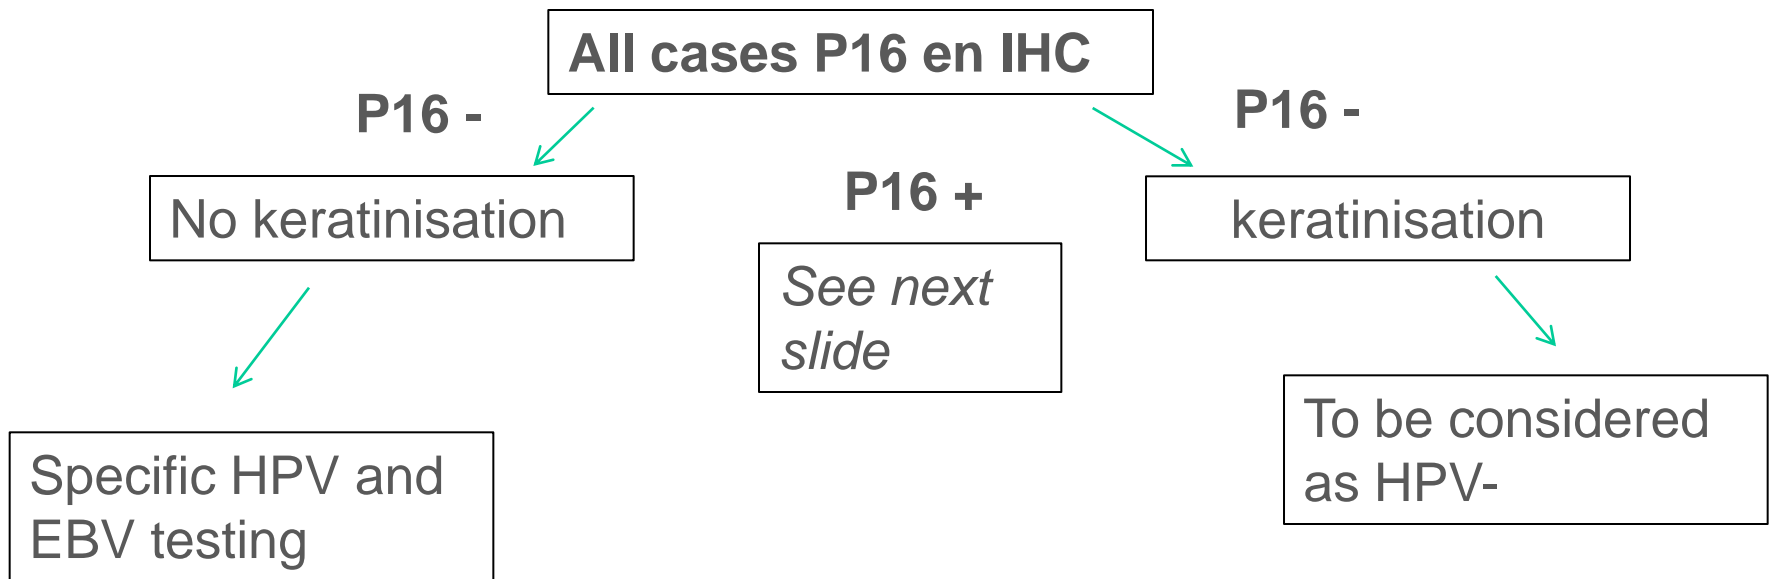 All cases P16 en IHC
P16 -
P16 -
P16 +
No keratinisation
keratinisation
See next
slide
To be considered
as HPV-
Specific HPV and
EBV testing